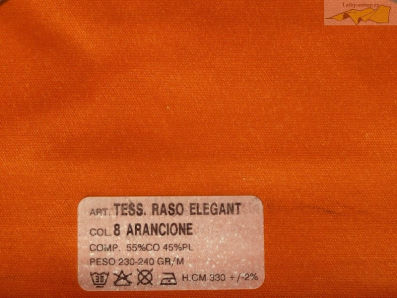 ART. TESS. RASO ELEGANT
COL. 8 ARANCIONE
COMP. 55%CO 45%PL
PESO 230-240 GR/M
30 H.CM 330 +/-2%